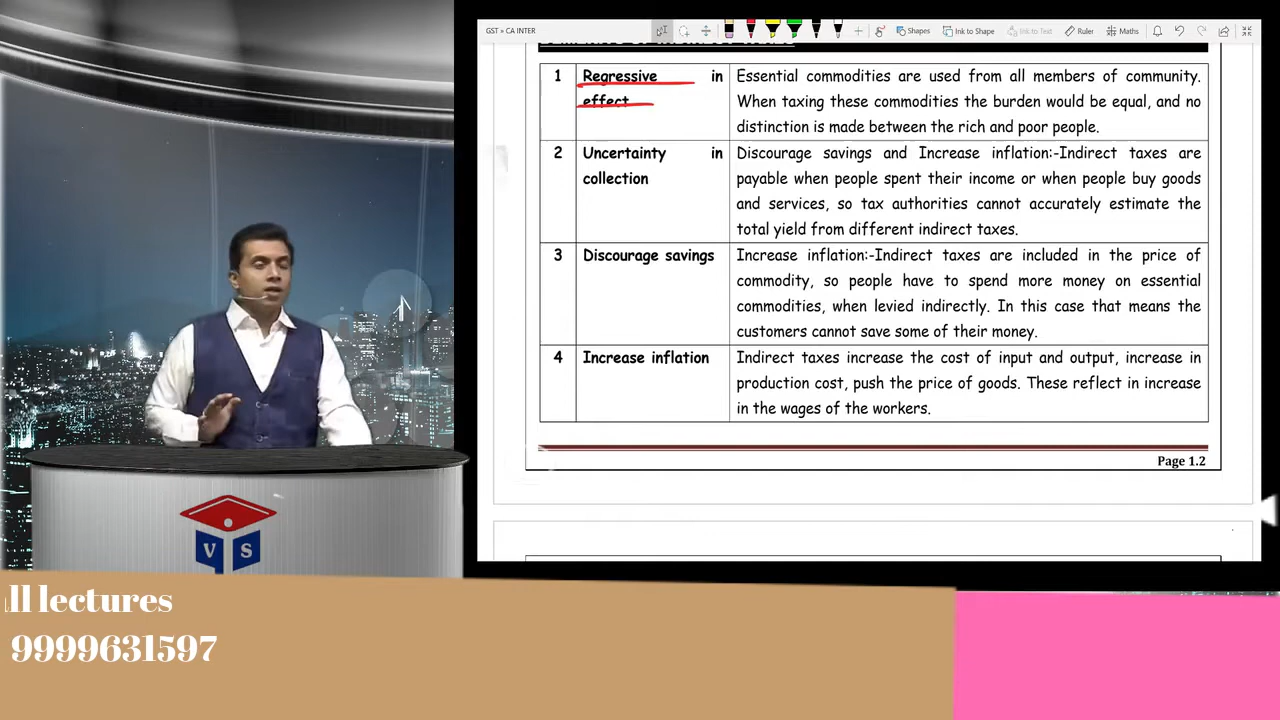 GST » CA INTER
Shapes
Ink to Shape
Ink to Text
Ruler
Maths
1
Regressive in effect
Essential commodities are used from all members of community.
When taxing these commodities the burden would be equal, and no
distinction is made between the rich and poor people.
2
Uncertainty in
collection
Discourage savings and Increase inflation:-Indirect taxes are
payable when people spent their income or when people buy goods
and services, so tax authorities cannot accurately estimate the
total yield from different indirect taxes.
3
Discourage savings
Increase inflation:-Indirect taxes are included in the price of
commodity, so people have to spend more money on essential
commodities, when levied indirectly. In this case that means the
customers cannot save some of their money.
4
Increase inflation
Indirect taxes increase the cost of input and output, increase in
production cost, push the price of goods. These reflect in increase
in the wages of the workers.
Page 1.2
V S
ll lectures
9999631597